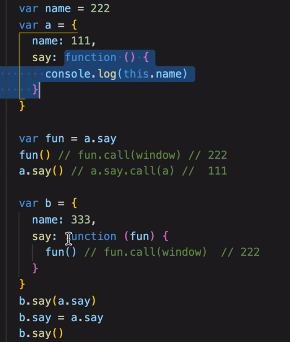 var name = 222
var a = {
name: 111,
say: function () {
console.log(this.name)
}
}
var fun = a.say
fun() // fun.call(window) // 222
a.say() // a.say.call(a) // 111
var b = {
name: 333,
say: function (fun) {
fun() // fun.call(window) // 222
}
}
b.say(a.say)
b.say = a.say
b.say()